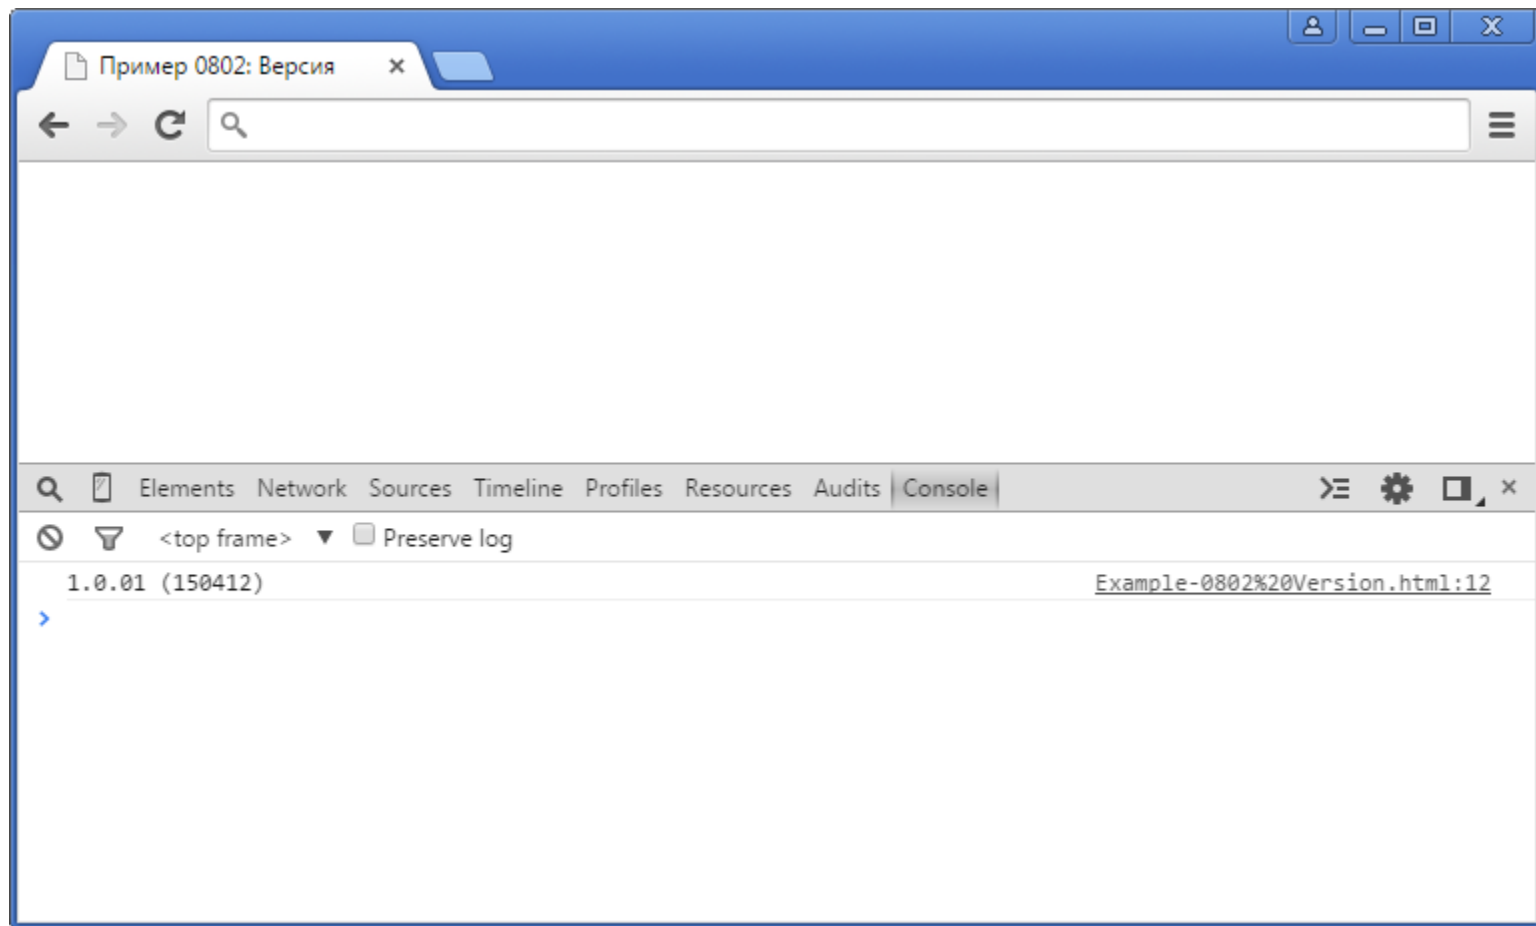 Пример 0802: Версия
Elements Network Sources Timeline Profiles Resources Audits Console
<top frame> Preserve log
1.0.01 (150412) Example-0802%20Version.html:12